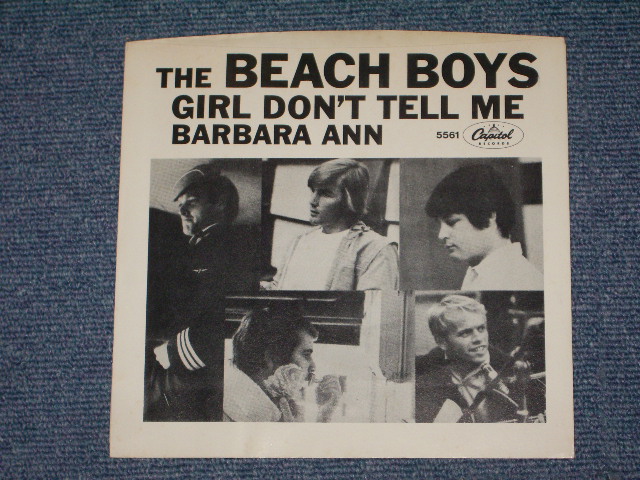 THE BEACH BOYS
GIRL DON'T TELL ME
BARBARA ANN
5561 Capitol
RECORDS